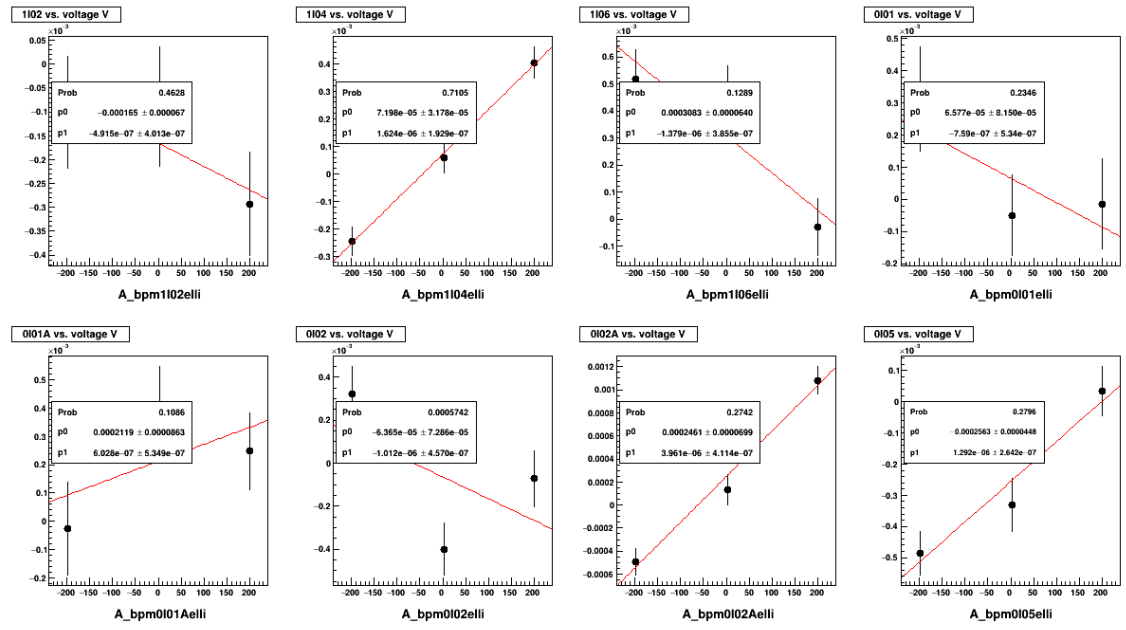 1I02 vs. voltage V
×10⁻³
0.05
0
−0.05
−0.1
−0.15
−0.2
−0.25
−0.3
−0.35
−0.4
Prob 0.4628
p0 −0.000165 ± 0.000067
p1 −4.915e−07 ± 4.013e−07
−200 −150 −100 −50 0 50 100 150 200
A_bpm1I02elli
1I04 vs. voltage V
×10⁻³
0.4
0.3
0.2
0.1
0
−0.1
−0.2
−0.3
Prob 0.7105
p0 7.198e−05 ± 3.178e−05
p1 1.624e−06 ± 1.929e−07
−200 −150 −100 −50 0 50 100 150 200
A_bpm1I04elli
1I06 vs. voltage V
×10⁻³
0.6
0.5
0.4
0.3
0.2
0.1
0
−0.1
Prob 0.1289
p0 0.0003083 ± 0.0000640
p1 −1.379e−06 ± 3.855e−07
−200 −150 −100 −50 0 50 100 150 200
A_bpm1I06elli
0I01 vs. voltage V
×10⁻³
0.5
0.4
0.3
0.2
0.1
0
−0.1
−0.2
Prob 0.2346
p0 6.577e−05 ± 8.150e−05
p1 −7.59e−07 ± 5.34e−07
−200 −150 −100 −50 0 50 100 150 200
A_bpm0I01elli
0I01A vs. voltage V
×10⁻³
0.5
0.4
0.3
0.2
0.1
0
−0.1
−0.2
Prob 0.1086
p0 0.0002119 ± 0.0000863
p1 6.028e−07 ± 5.349e−07
−200 −150 −100 −50 0 50 100 150 200
A_bpm0I01Aelli
0I02 vs. voltage V
×10⁻³
0.4
0.2
0
−0.2
−0.4
Prob 0.0005742
p0 −6.365e−05 ± 7.286e−05
p1 −1.012e−06 ± 4.570e−07
−200 −150 −100 −50 0 50 100 150 200
A_bpm0I02elli
0I02A vs. voltage V
0.0012
0.0010
0.0008
0.0006
0.0004
0.0002
0
−0.0002
−0.0004
−0.0006
Prob 0.2742
p0 0.0002461 ± 0.0000699
p1 3.961e−06 ± 4.114e−07
−200 −150 −100 −50 0 50 100 150 200
A_bpm0I02Aelli
0I05 vs. voltage V
×10⁻³
0.1
0
−0.1
−0.2
−0.3
−0.4
−0.5
Prob 0.2796
p0 −0.0002563 ± 0.0000448
p1 1.292e−06 ± 2.642e−07
−200 −150 −100 −50 0 50 100 150 200
A_bpm0I05elli